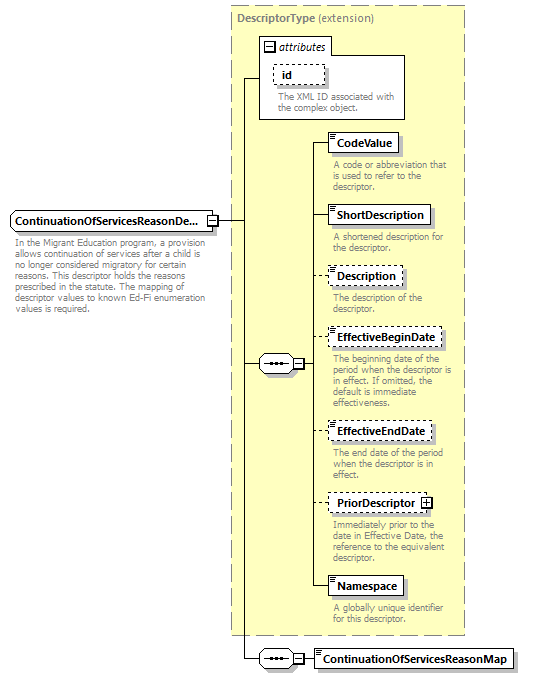 DescriptorType (extension)
attributes
id
The XML ID associated with
the complex object.
CodeValue
A code or abbreviation that
is used to refer to the
descriptor.
ShortDescription
A shortened description for
the descriptor.
ContinuationOfServicesReasonDe...
In the Migrant Education program, a provision
allows continuation of services after a child is
no longer considered migratory for certain
reasons. This descriptor holds the reasons
prescribed in the statute. The mapping of
descriptor values to known Ed-Fi enumeration
values is required.
Description
The description of the
descriptor.
EffectiveBeginDate
The beginning date of the
period when the descriptor is
in effect. If omitted, the
default is immediate
effectiveness.
EffectiveEndDate
The end date of the period
when the descriptor is in
effect.
PriorDescriptor
Immediately prior to the
date in Effective Date, the
reference to the equivalent
descriptor.
Namespace
A globally unique identifier
for this descriptor.
ContinuationOfServicesReasonMap